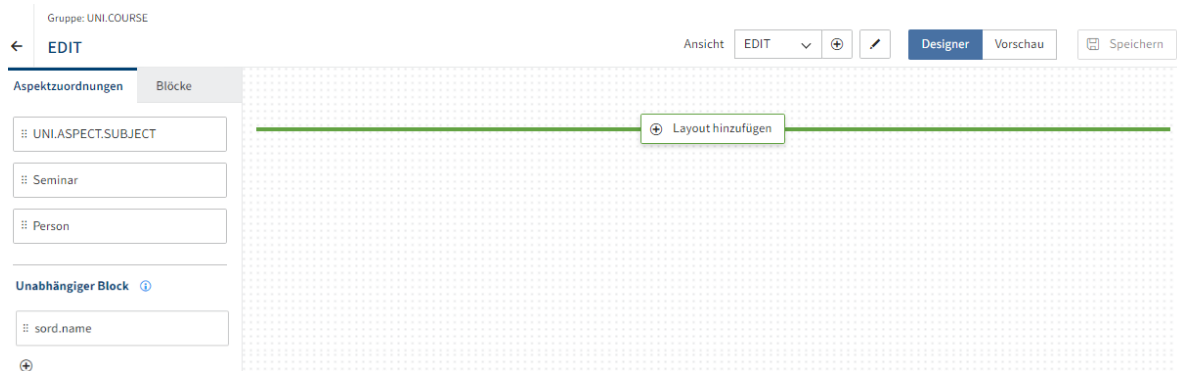 Gruppe: UNI.COURSE
EDIT
Ansicht EDIT Designer Vorschau Speichern
Aspektzuordnungen Blöcke
UNI.ASPECT.SUBJECT
Layout hinzufügen
Seminar
Person
Unabhängiger Block
sord.name